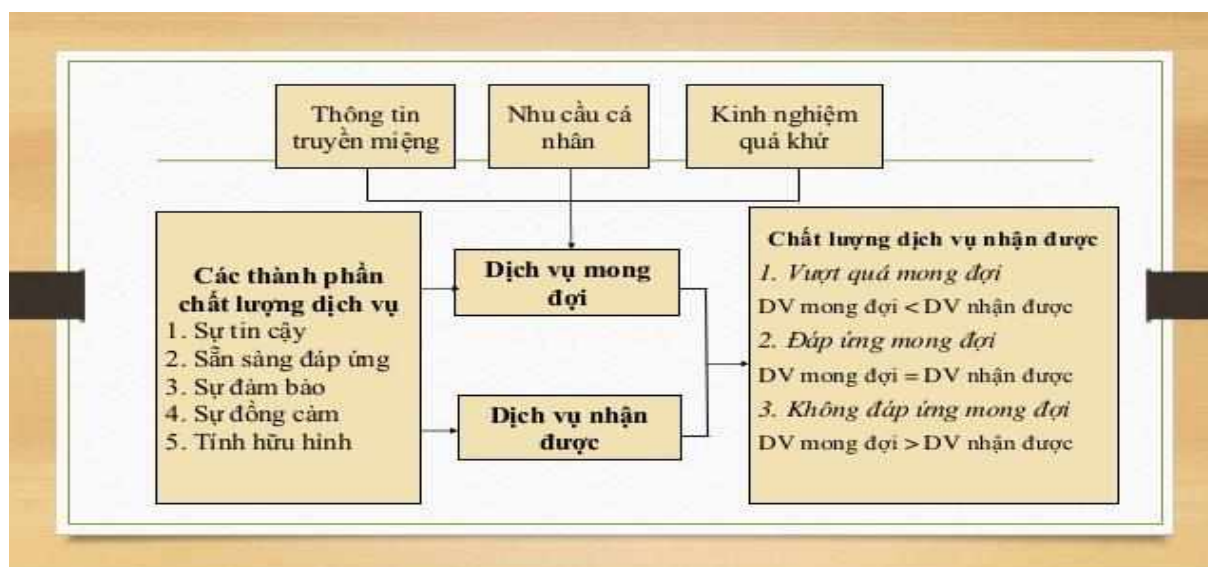 Thông tin
truyền miệng
Nhu cầu cá
nhân
Kinh nghiệm
quá khứ
Các thành phần
chất lượng dịch vụ
1. Sự tin cậy
2. Sẵn sàng đáp ứng
3. Sự đảm bảo
4. Sự đồng cảm
5. Tính hữu hình
Dịch vụ mong
đợi
Dịch vụ nhận
được
Chất lượng dịch vụ nhận được
1. Vượt quá mong đợi
DV mong đợi < DV nhận được
2. Đáp ứng mong đợi
DV mong đợi = DV nhận được
3. Không đáp ứng mong đợi
DV mong đợi > DV nhận được